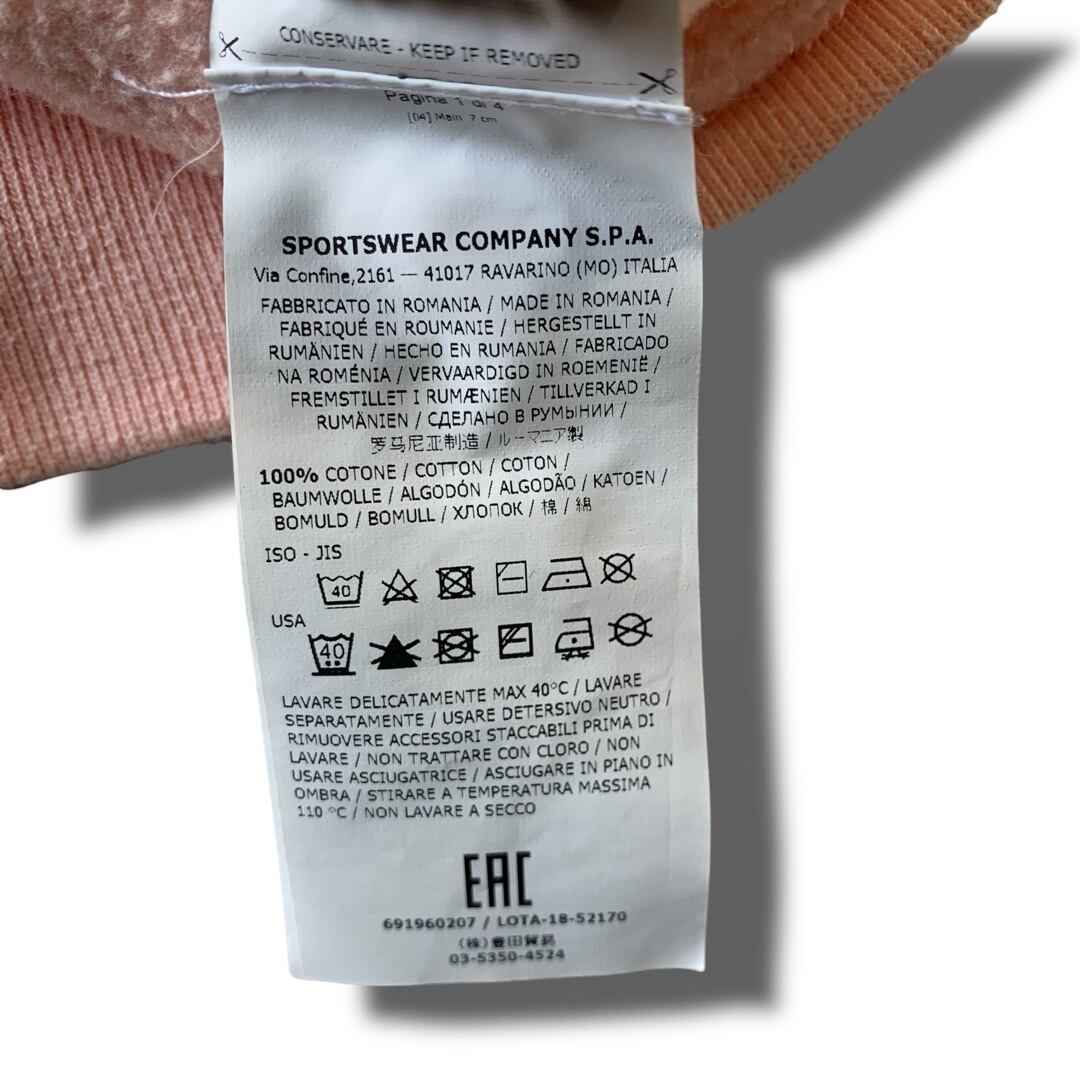 CONSERVARE - KEEP IF REMOVED
Pagina 1 di 4
[04] Main 7 cm
SPORTSWEAR COMPANY S.P.A.
Via Confine,2161 — 41017 RAVARINO (MO) ITALIA
FABBRICATO IN ROMANIA / MADE IN ROMANIA /
FABRIQUÉ EN ROUMANIE / HERGESTELLT IN
RUMÄNIEN / HECHO EN RUMANIA / FABRICADO
NA ROMÉNIA / VERVAARDIGD IN ROEMENIË /
FREMSTILLET I RUMÆNIEN / TILLVERKAD I
RUMÄNIEN / СДЕЛАНО В РУМЫНИИ /
罗马尼亚制造 / ルーマニア製
100% COTONE / COTTON / COTON /
BAUMWOLLE / ALGODÓN / ALGODÃO / KATOEN /
BOMULD / BOMULL / ХЛОПОК / 棉 / 綿
ISO - JIS
40
USA
40
LAVARE DELICATAMENTE MAX 40°C / LAVARE
SEPARATAMENTE / USARE DETERSIVO NEUTRO /
RIMUOVERE ACCESSORI STACCABILI PRIMA DI
LAVARE / NON TRATTARE CON CLORO / NON
USARE ASCIUGATRICE / ASCIUGARE IN PIANO IN
OMBRA / STIRARE A TEMPERATURA MASSIMA
110 °C / NON LAVARE A SECCO
EAC
691960207 / LOTA-18-52170
(株)豊田貿易
03-5350-4524